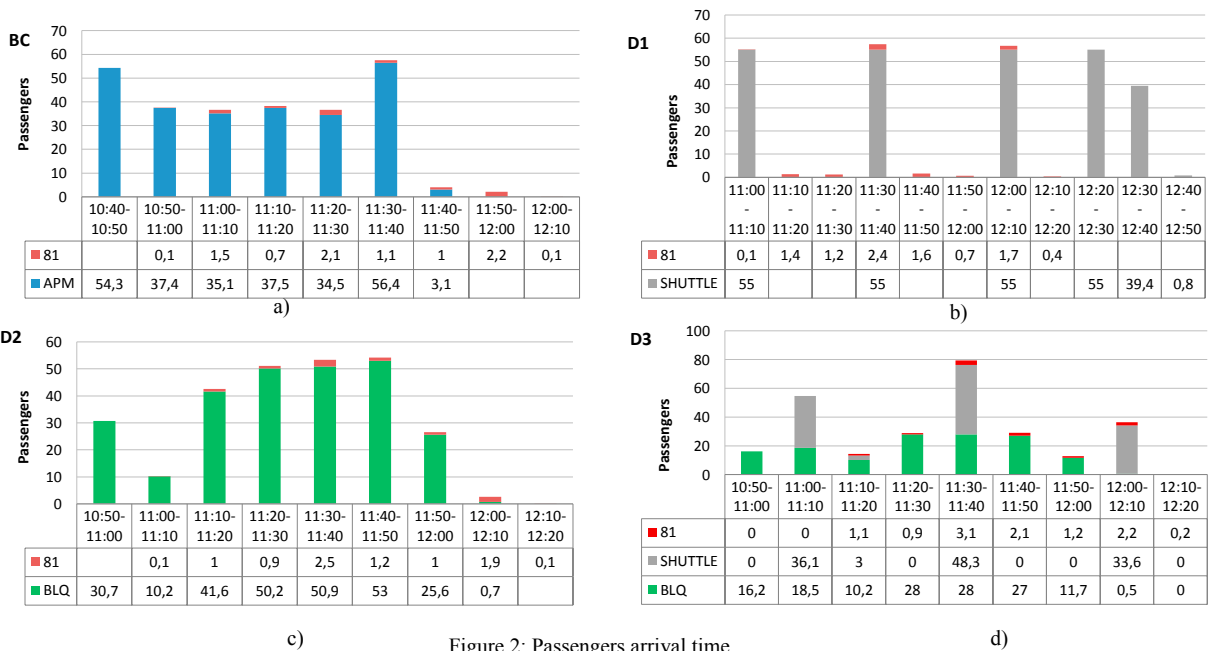 BC
Passengers
70
60
50
40
30
20
10
0
10:40-10:50 10:50-11:00 11:00-11:10 11:10-11:20 11:20-11:30 11:30-11:40 11:40-11:50 11:50-12:00 12:00-12:10
81 0,1 1,5 0,7 2,1 1,1 1 2,2 0,1
APM 54,3 37,4 35,1 37,5 34,5 56,4 3,1
a)
D1
Passengers
70
60
50
40
30
20
10
0
11:00-11:10 11:10-11:20 11:20-11:30 11:30-11:40 11:40-11:50 11:50-12:00 12:00-12:10 12:10-12:20 12:20-12:30 12:30-12:40 12:40-12:50
81 0,1 1,4 1,2 2,4 1,6 0,7 1,7 0,4
SHUTTLE 55 55 55 55 39,4 0,8
b)
D2
Passengers
60
50
40
30
20
10
0
10:50-11:00 11:00-11:10 11:10-11:20 11:20-11:30 11:30-11:40 11:40-11:50 11:50-12:00 12:00-12:10 12:10-12:20
81 0,1 1 0,9 2,5 1,2 1 1,9 0,1
BLQ 30,7 10,2 41,6 50,2 50,9 53 25,6 0,7
c)
D3
Passengers
100
80
60
40
20
0
10:50-11:00 11:00-11:10 11:10-11:20 11:20-11:30 11:30-11:40 11:40-11:50 11:50-12:00 12:00-12:10 12:10-12:20
81 0 0 1,1 0,9 3,1 2,1 1,2 2,2 0,2
SHUTTLE 0 36,1 3 0 48,3 0 0 33,6 0
BLQ 16,2 18,5 10,2 28 28 27 11,7 0,5 0
d)
Figure 2: Passengers arrival time